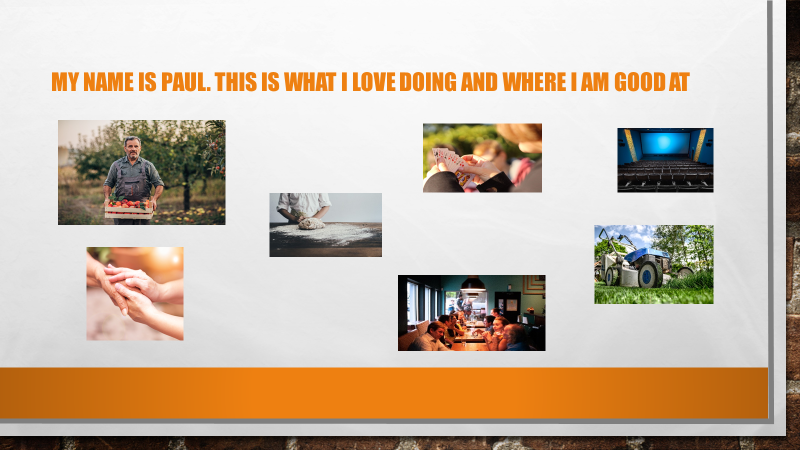 MY NAME IS PAUL. THIS IS WHAT I LOVE DOING AND WHERE I AM GOOD AT